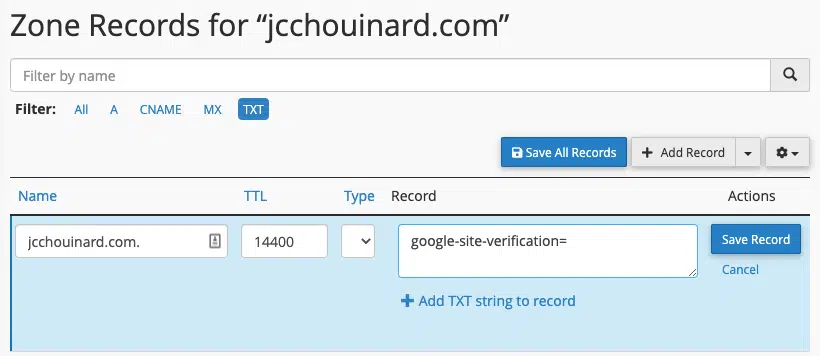 Zone Records for “jcchouinard.com”
Filter by name
Filter: All A CNAME MX TXT
Save All Records + Add Record
Name TTL Type Record Actions
jcchouinard.com. 14400 google-site-verification= Save Record
Cancel
+ Add TXT string to record